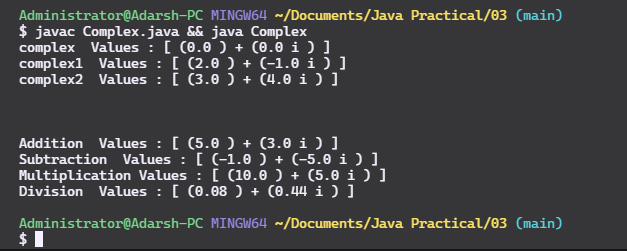 Administrator@Adarsh-PC MINGW64 ~/Documents/Java Practical/03 (main)
$ javac Complex.java && java Complex
complex  Values : [ (0.0 ) + (0.0 i ) ]
complex1  Values : [ (2.0 ) + (-1.0 i ) ]
complex2  Values : [ (3.0 ) + (4.0 i ) ]
Addition  Values : [ (5.0 ) + (3.0 i ) ]
Subtraction  Values : [ (-1.0 ) + (-5.0 i ) ]
Multiplication Values : [ (10.0 ) + (5.0 i ) ]
Division  Values : [ (0.08 ) + (0.44 i ) ]
Administrator@Adarsh-PC MINGW64 ~/Documents/Java Practical/03 (main)
$